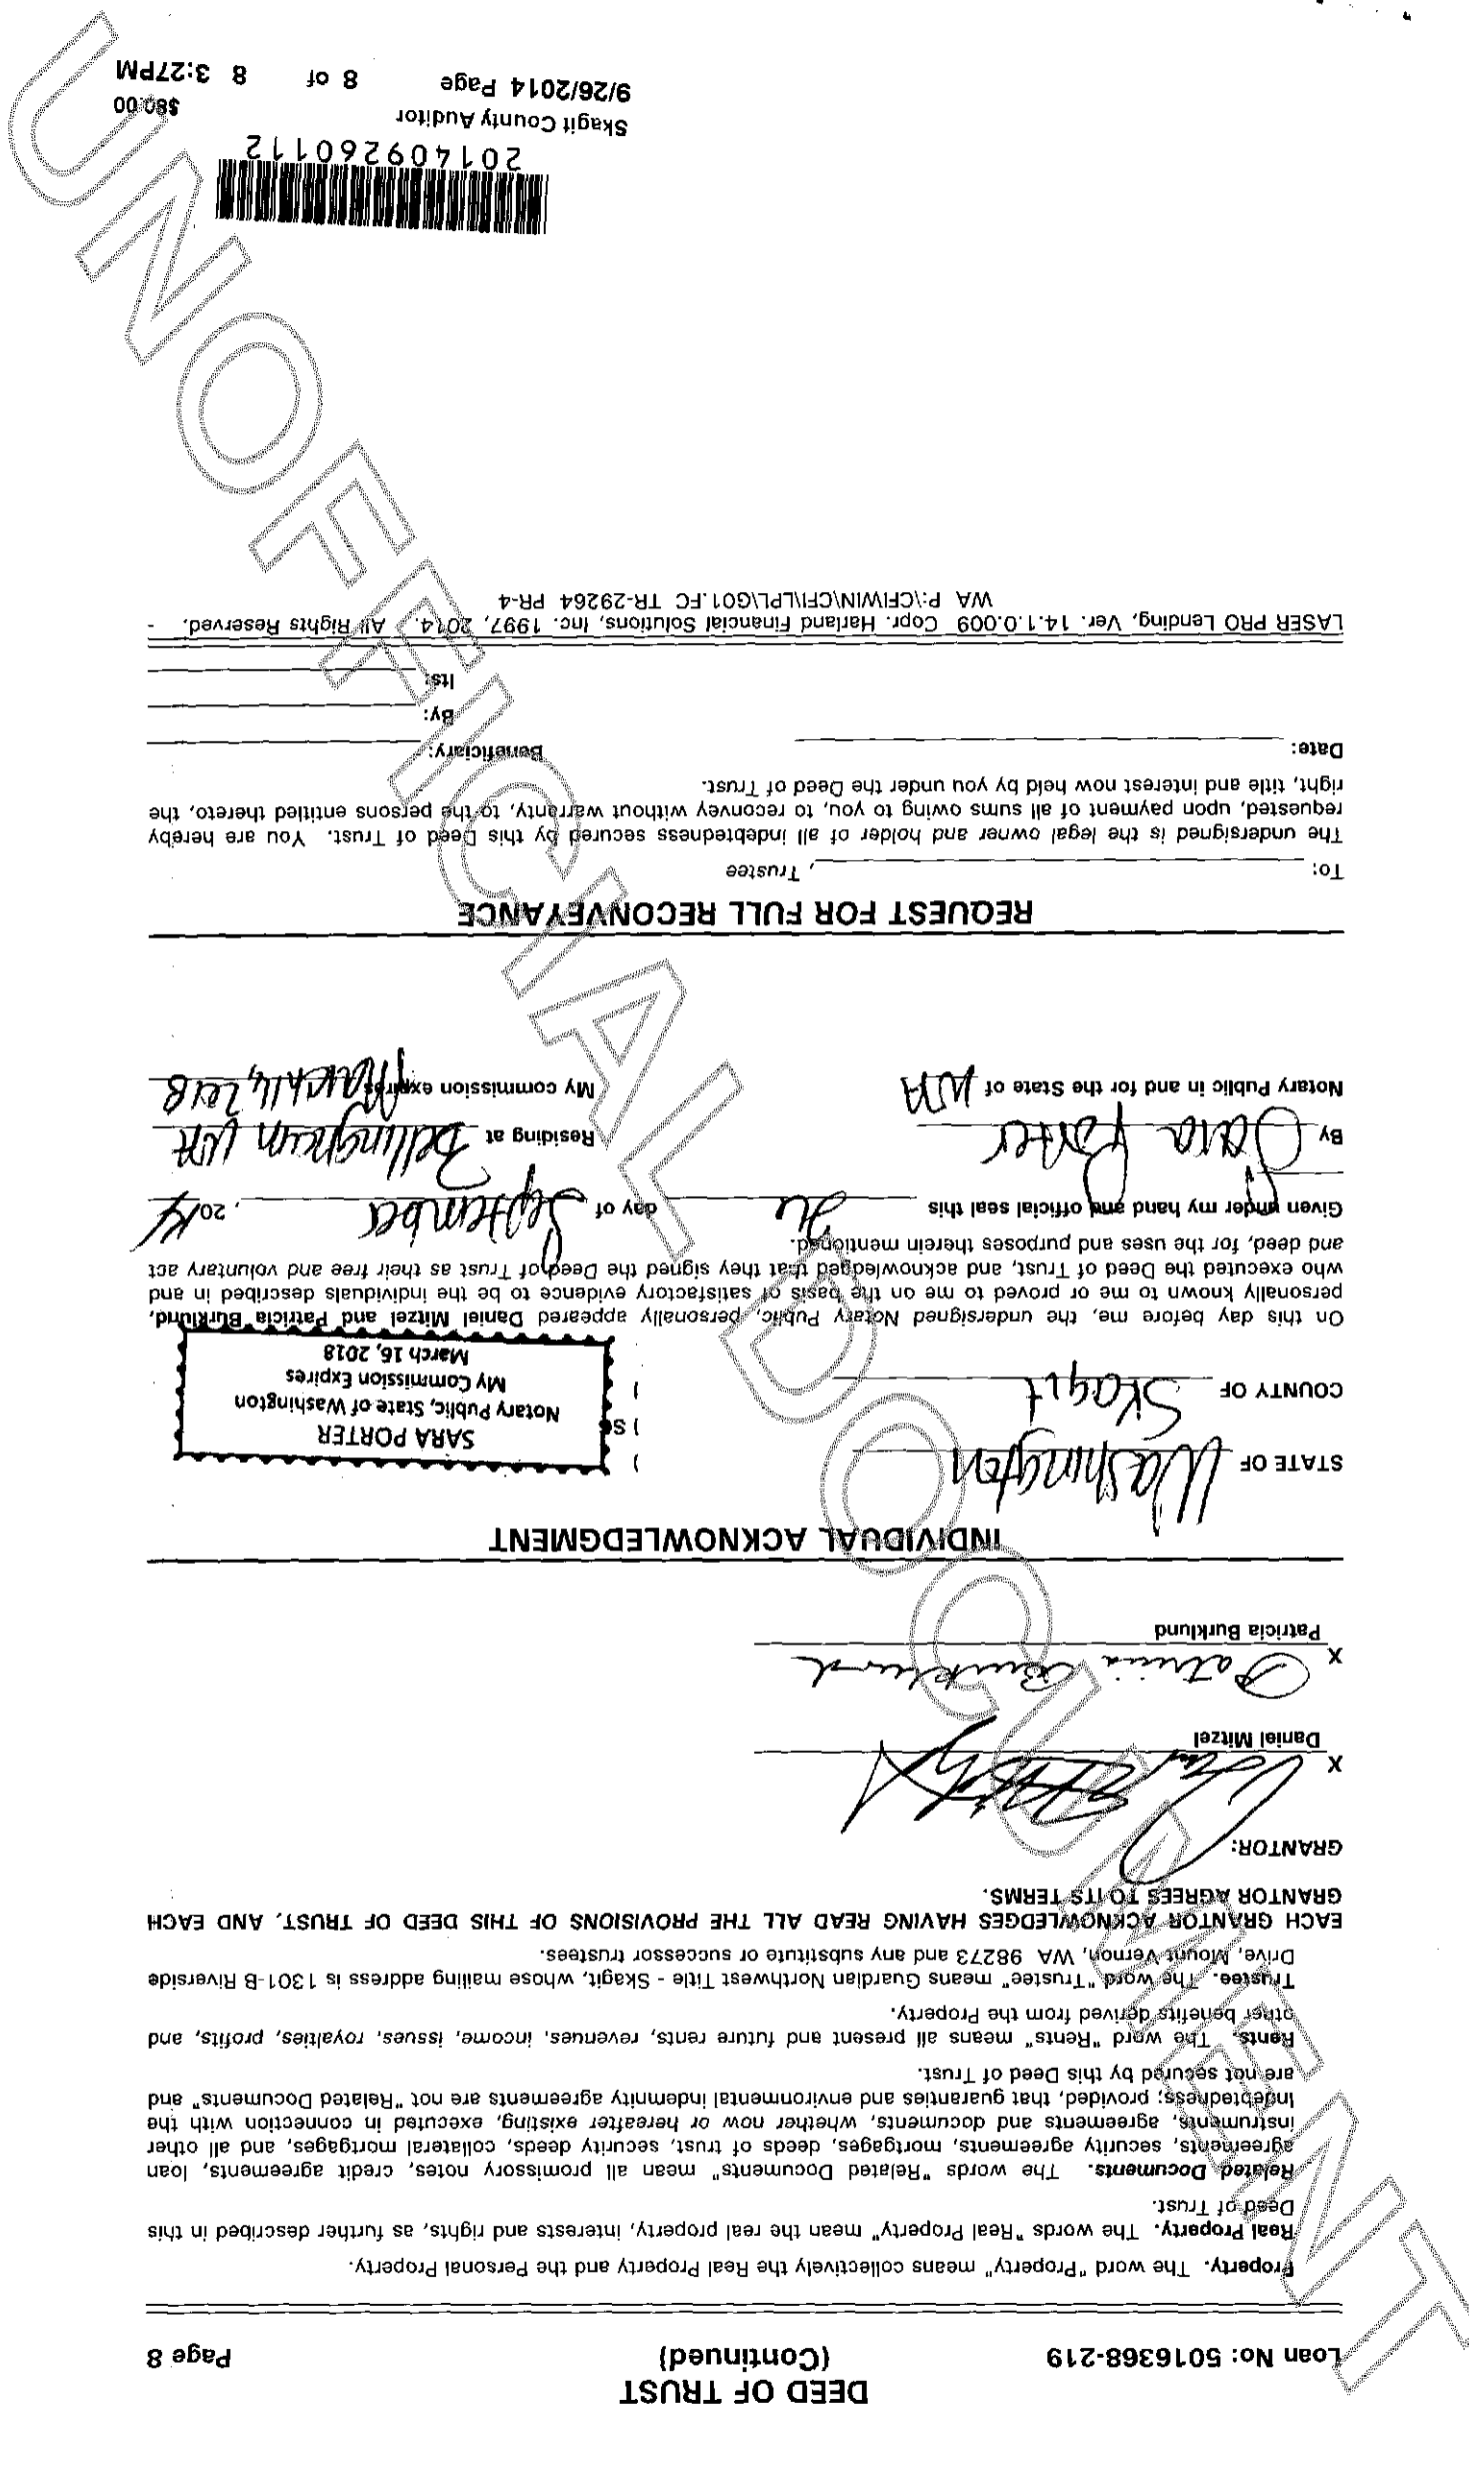 DEED OF TRUST
Loan No: 5016368-219 (Continued) Page 8
Property. The word "Property" means collectively the Real Property and the Personal Property.
Real Property. The words "Real Property" mean the real property, interests and rights, as further described in this
Deed of Trust.
Related Documents. The words "Related Documents" mean all promissory notes, credit agreements, loan
agreements, security agreements, mortgages, deeds of trust, security deeds, collateral mortgages, and all other
instruments, agreements and documents, whether now or hereafter existing, executed in connection with the
Indebtedness; provided, that guaranties and environmental indemnity agreements are not "Related Documents" and
are not secured by this Deed of Trust.
Rents. The word "Rents" means all present and future rents, revenues, income, issues, royalties, profits, and
other benefits derived from the Property.
Trustee. The word "Trustee" means Guardian Northwest Title - Skagit, whose mailing address is 1301-B Riverside
Drive, Mount Vernon, WA 98273 and any substitute or successor trustees.
EACH GRANTOR ACKNOWLEDGES HAVING READ ALL THE PROVISIONS OF THIS DEED OF TRUST, AND EACH
GRANTOR AGREES TO ITS TERMS.
GRANTOR:
X
Daniel Mitzel
X Patricia Burklund
Patricia Burklund
INDIVIDUAL ACKNOWLEDGMENT
STATE OF Washington )
) SS
COUNTY OF Skagit )
SARA PORTER
Notary Public, State of Washington
My Commission Expires
March 16, 2018
On this day before me, the undersigned Notary Public, personally appeared Daniel Mitzel and Patricia Burklund,
personally known to me or proved to me on the basis of satisfactory evidence to be the individuals described in and
who executed the Deed of Trust, and acknowledged that they signed the Deed of Trust as their free and voluntary act
and deed, for the uses and purposes therein mentioned.
Given under my hand and official seal this day of September, 2014
By Sara Porter Residing at Bellingham WA
Notary Public in and for the State of WA My commission expires March 16, 2018
REQUEST FOR FULL RECONVEYANCE
To: , Trustee
The undersigned is the legal owner and holder of all indebtedness secured by this Deed of Trust. You are hereby
requested, upon payment of all sums owing to you, to reconvey without warranty, to the persons entitled thereto, the
right, title and interest now held by you under the Deed of Trust.
Date: Beneficiary:
By:
Its:
LASER PRO Lending, Ver. 14.1.0.009 Copr. Harland Financial Solutions, Inc. 1997, 2014. All Rights Reserved. -
WA P:\CFI\WIN\CFI\LPL\G01.FC TR-29264 PR-4
201409260112
Skagit County Auditor $80.00
9/26/2014 Page 8 of 8 3:27PM
UNOFFICIAL DOCUMENT